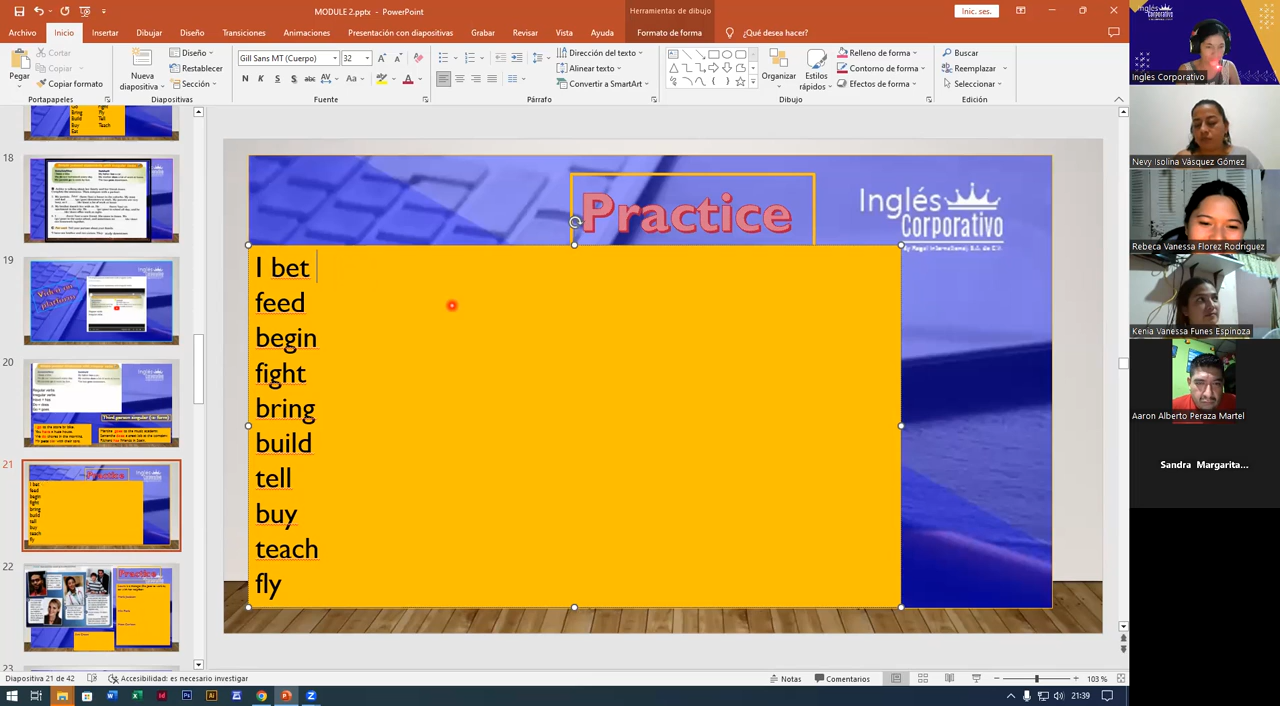 MODULE 2.pptx - PowerPoint
Herramientas de dibujo
Inic. ses.
Archivo Inicio Insertar Dibujar Diseño Transiciones Animaciones Presentación con diapositivas Grabar Revisar Vista Ayuda Formato de forma ¿Qué desea hacer?
Pegar
Cortar
Copiar
Copiar formato
Portapapeles
Nueva diapositiva
Diseño
Restablecer
Sección
Diapositivas
Gill Sans MT (Cuerpo) 32
N K S S abc AV Aa A
Fuente
Dirección del texto
Alinear texto
Convertir a SmartArt
Párrafo
Organizar
Estilos rápidos
Relleno de forma
Contorno de forma
Efectos de forma
Dibujo
Buscar
Reemplazar
Seleccionar
Edición
18
19
20
21
22
23
Practice
Inglés
Corporativo
I bet
feed
begin
fight
bring
build
tell
buy
teach
fly
Ingles Corporativo
Nevy Isolina Vásquez Gómez
Rebeca Vanessa Florez Rodriguez
Kenia Vanessa Funes Espinoza
Aaron Alberto Peraza Martel
Sandra Margarita...
Diapositiva 21 de 42
Accesibilidad: es necesario investigar
Notas
Comentarios
103 %
21:39